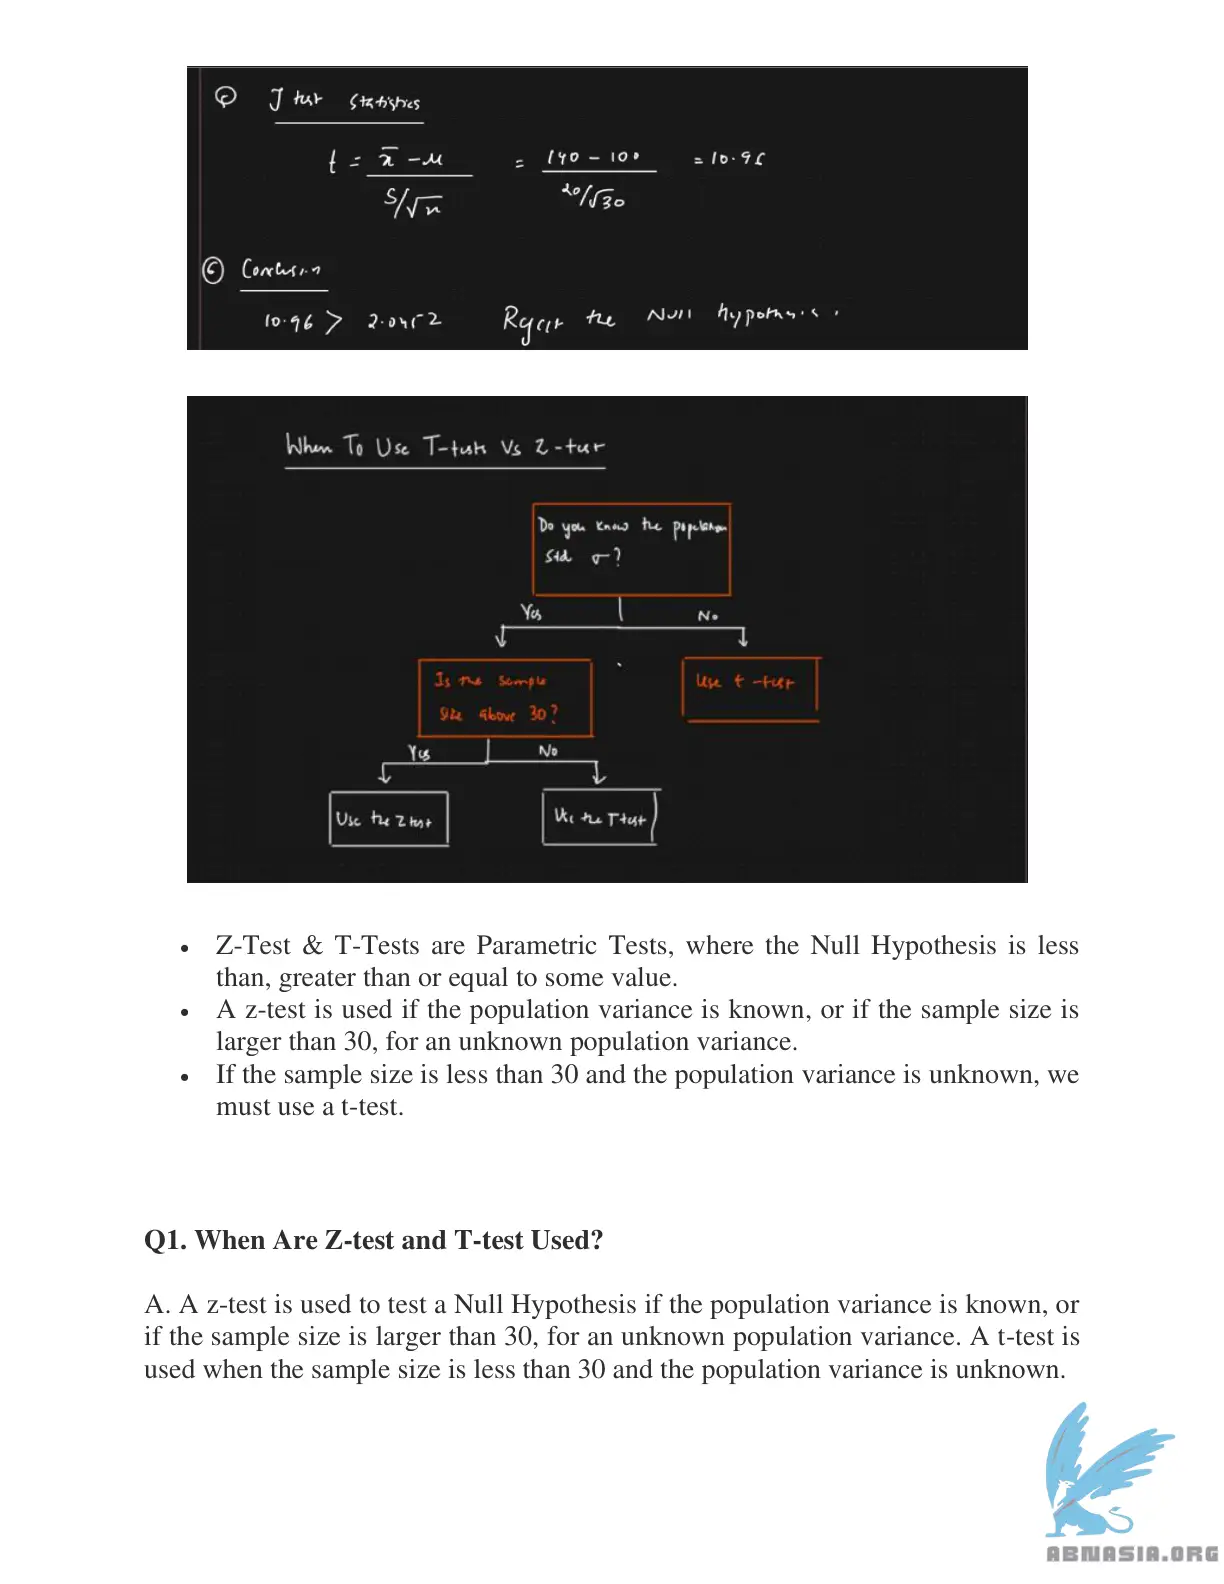 ⑤ T test Statistics
t = x̄ - μ / S/√n = 140 - 100 / 20/√30 = 10.96
⑥ Conclusion
10.96 > 2.0452 Reject the Null hypothesis.
When To Use T-tests Vs Z-test
Do you know the population
Std σ?
Yes No
Is the sample
size above 30?
Use t-test
Yes No
Use the Z test
Use the T test
• Z-Test & T-Tests are Parametric Tests, where the Null Hypothesis is less
than, greater than or equal to some value.
• A z-test is used if the population variance is known, or if the sample size is
larger than 30, for an unknown population variance.
• If the sample size is less than 30 and the population variance is unknown, we
must use a t-test.
Q1. When Are Z-test and T-test Used?
A. A z-test is used to test a Null Hypothesis if the population variance is known, or
if the sample size is larger than 30, for an unknown population variance. A t-test is
used when the sample size is less than 30 and the population variance is unknown.
ABNASIA.ORG